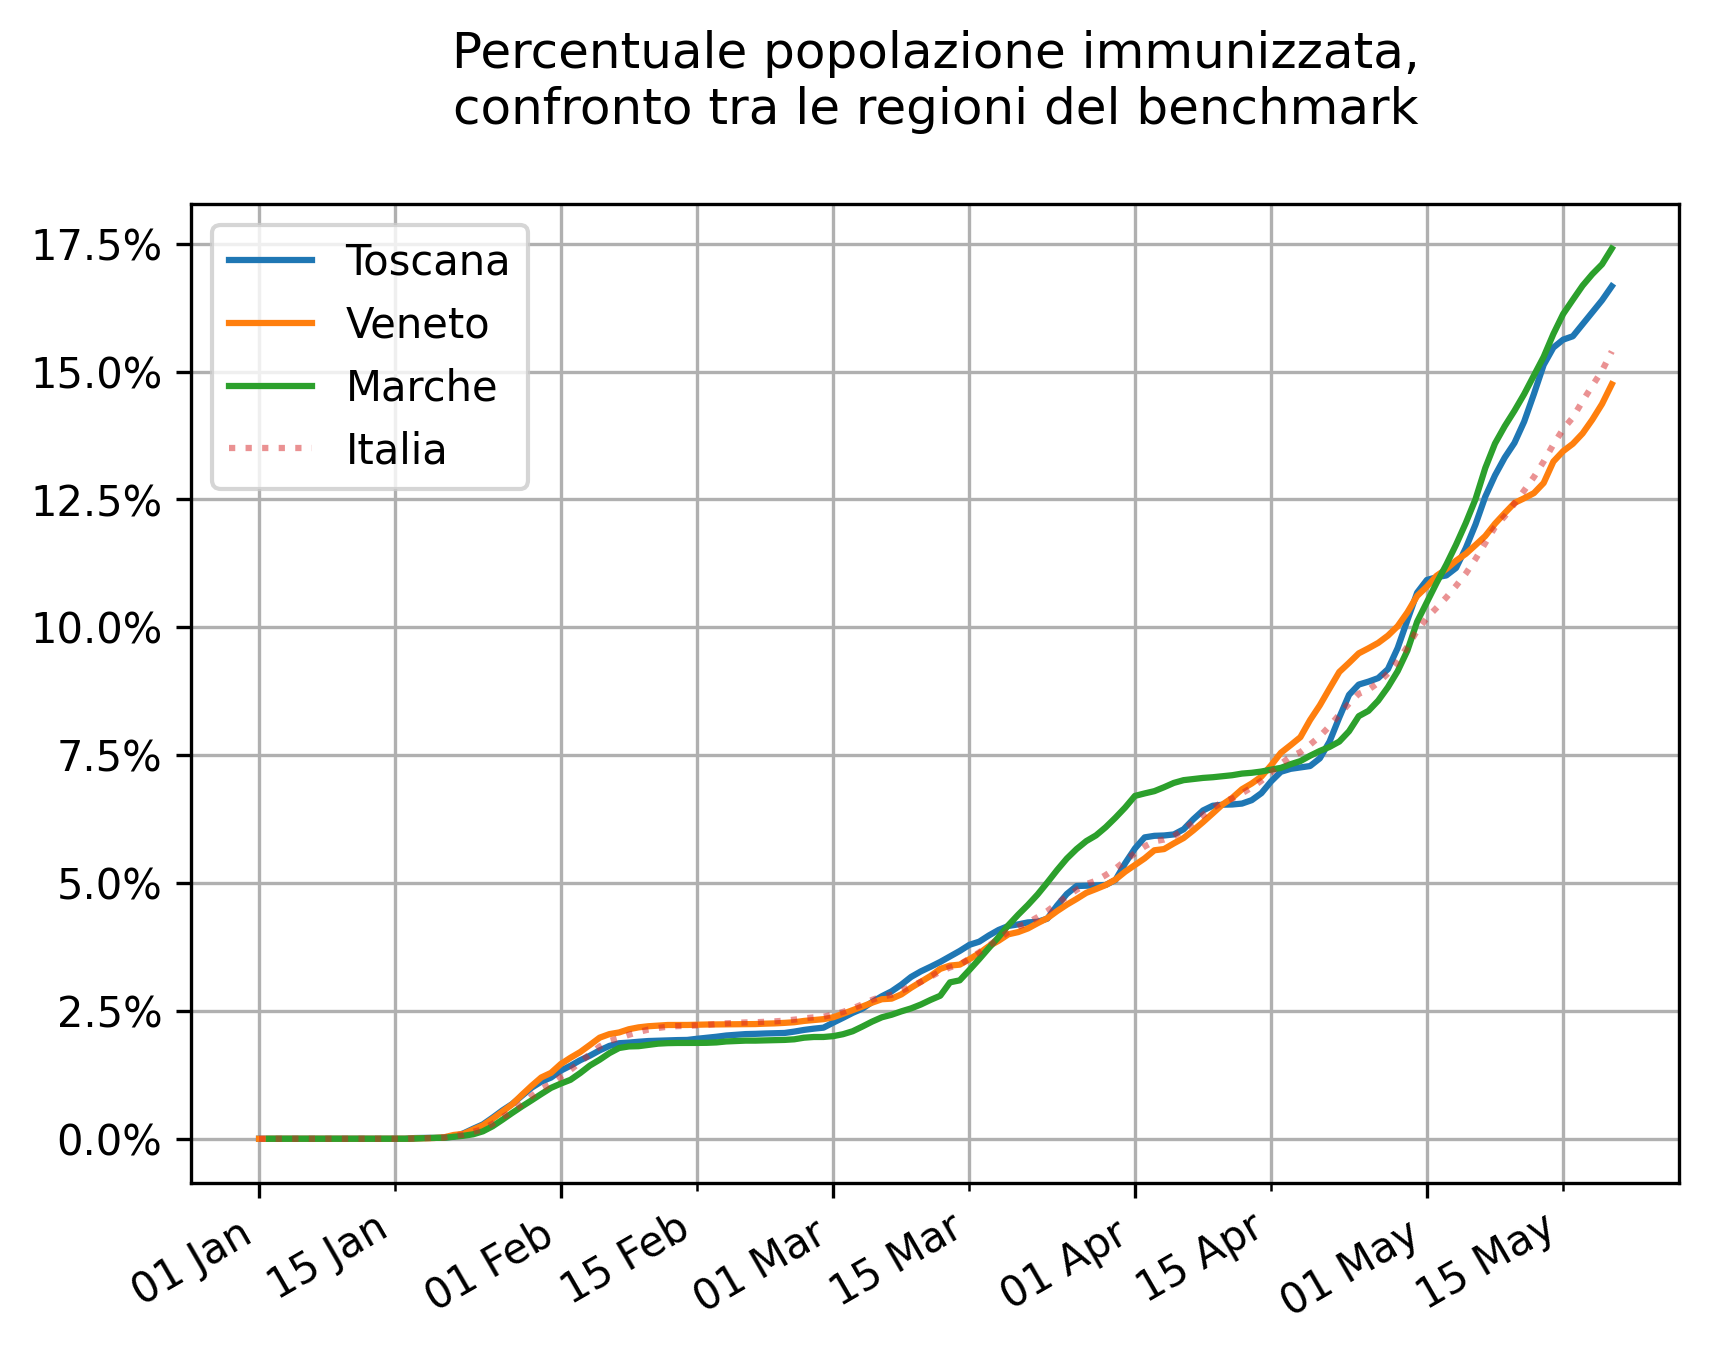 Percentuale popolazione immunizzata,
confronto tra le regioni del benchmark
17.5%
15.0%
12.5%
10.0%
7.5%
5.0%
2.5%
0.0%
Toscana
Veneto
Marche
Italia
01 Jan
15 Jan
01 Feb
15 Feb
01 Mar
15 Mar
01 Apr
15 Apr
01 May
15 May